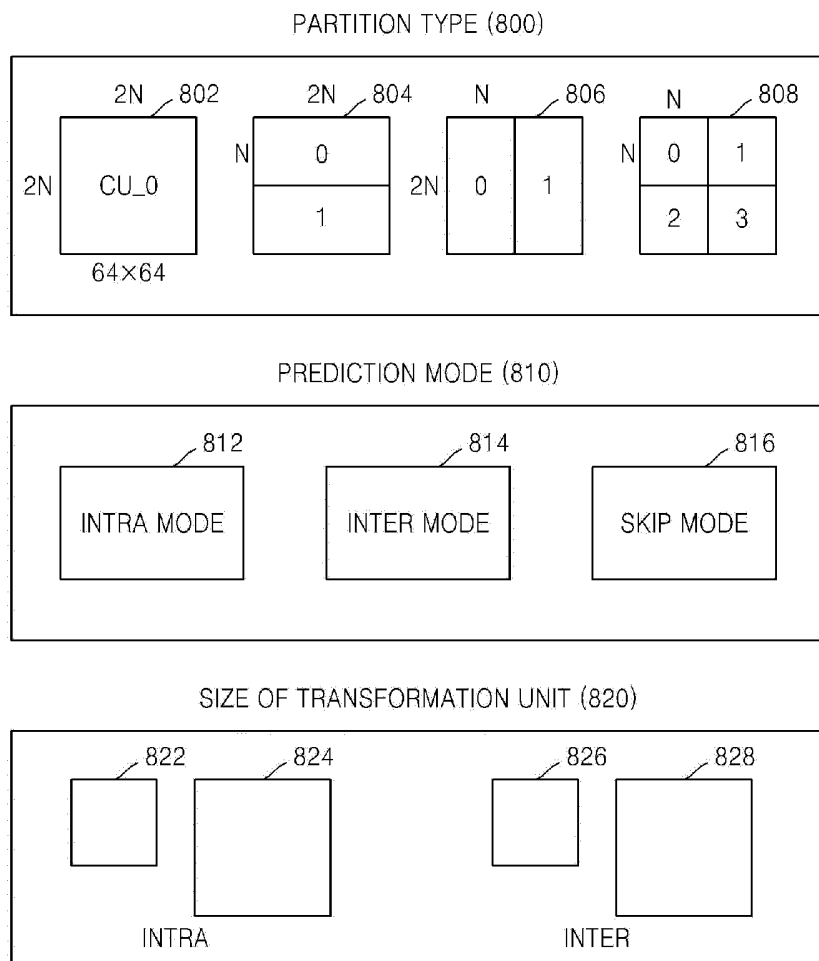 PARTITION TYPE (800)
2N 802 2N 804 N 806 N 808
2N CU_0 N 0 2N 0 1 N 0 1
1 2 3
64×64
PREDICTION MODE (810)
812 814 816
INTRA MODE INTER MODE SKIP MODE
SIZE OF TRANSFORMATION UNIT (820)
822 824 826 828
INTRA INTER